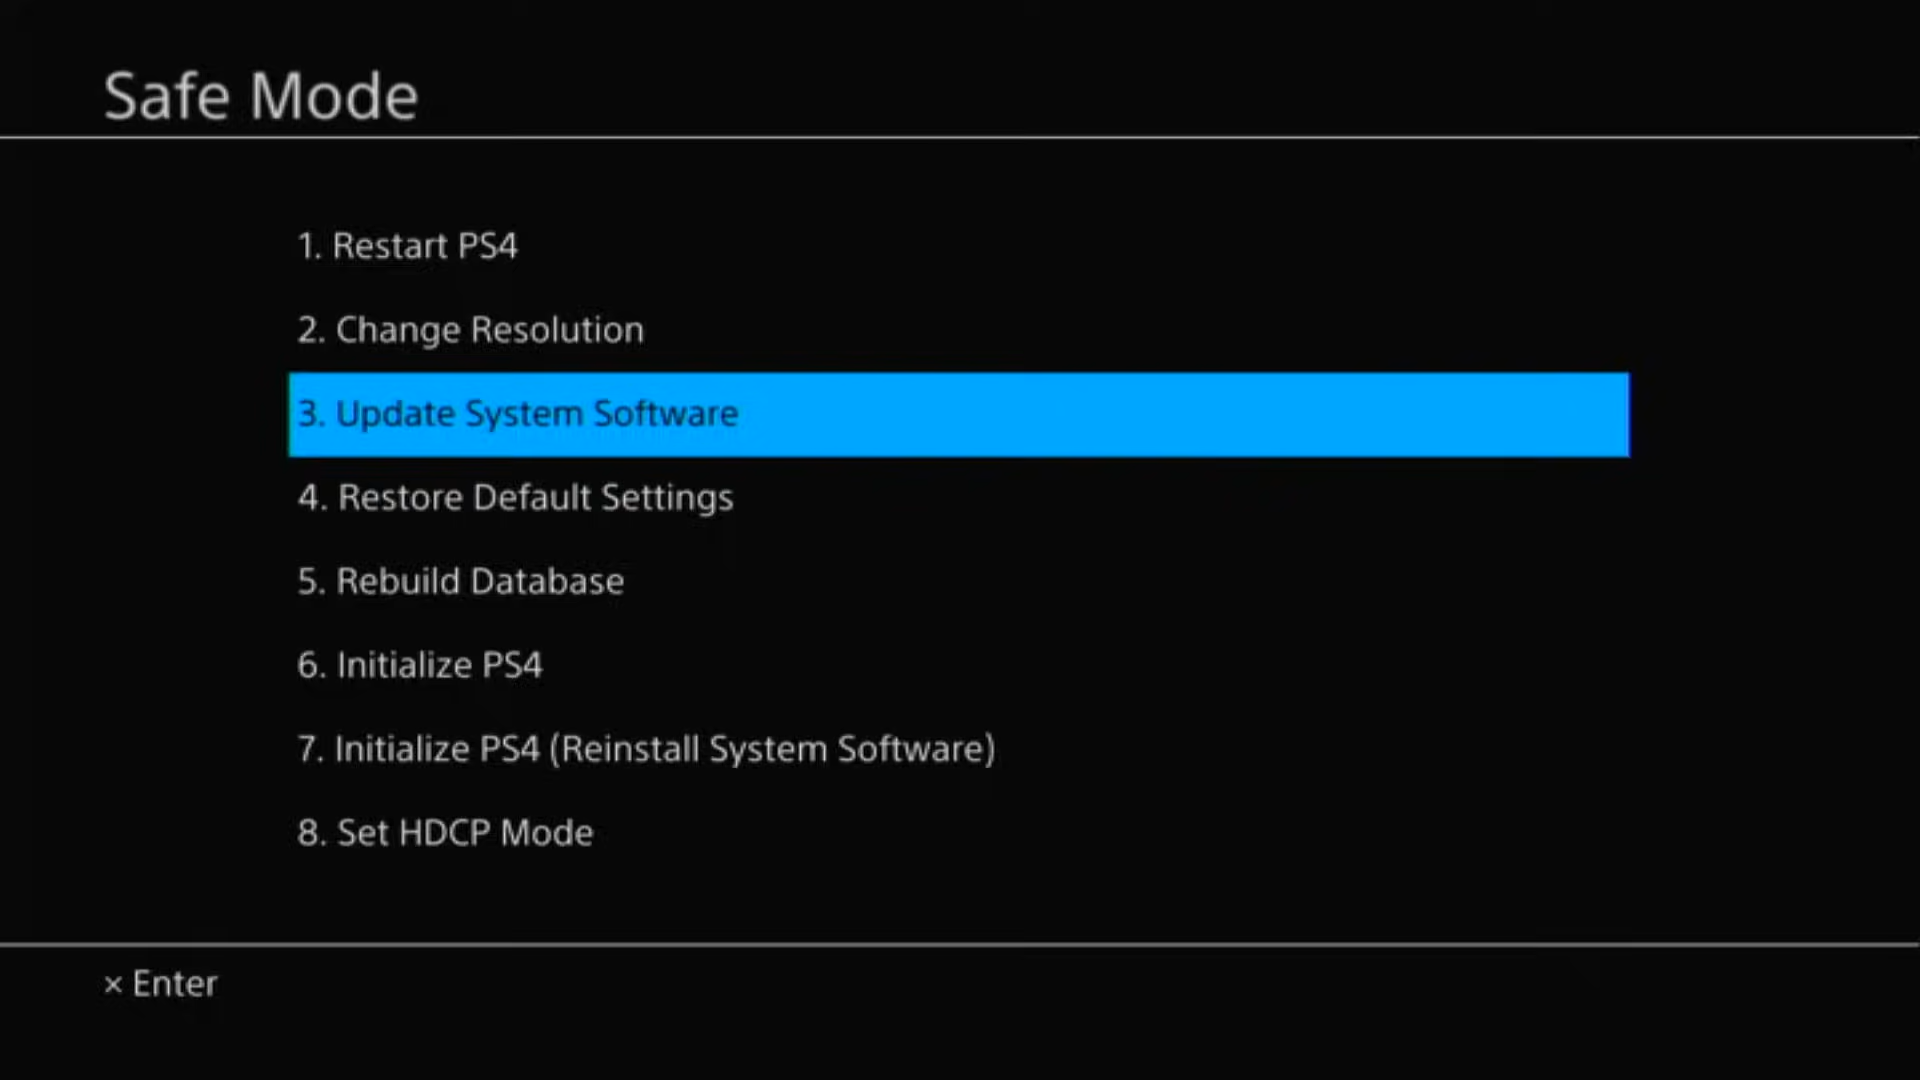 Safe Mode
1. Restart PS4
2. Change Resolution
3. Update System Software
4. Restore Default Settings
5. Rebuild Database
6. Initialize PS4
7. Initialize PS4 (Reinstall System Software)
8. Set HDCP Mode
× Enter